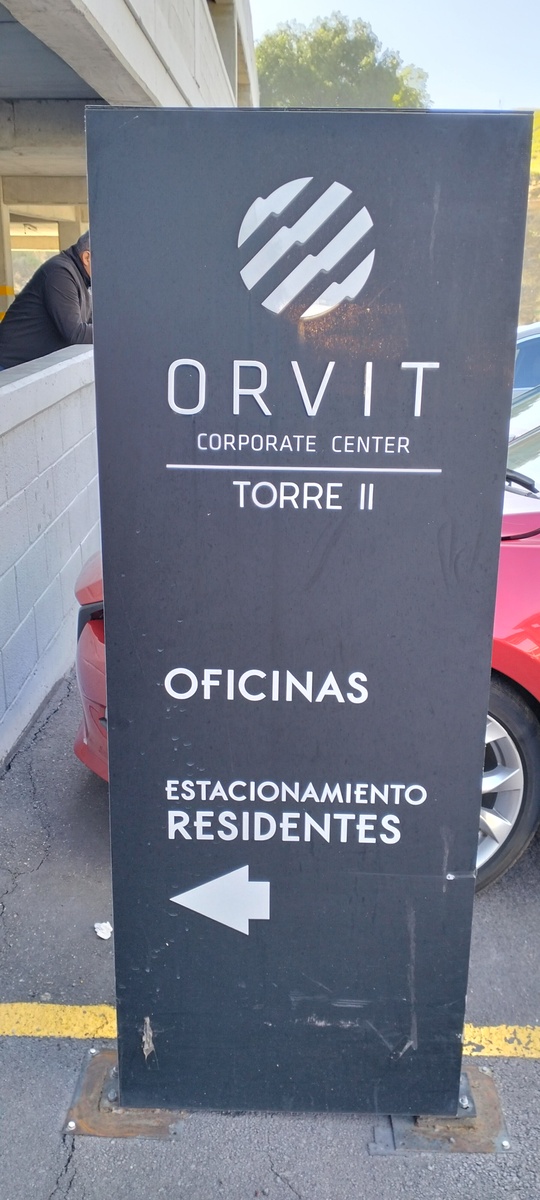 ORVIT
CORPORATE CENTER
TORRE II
OFICINAS
ESTACIONAMIENTO
RESIDENTES